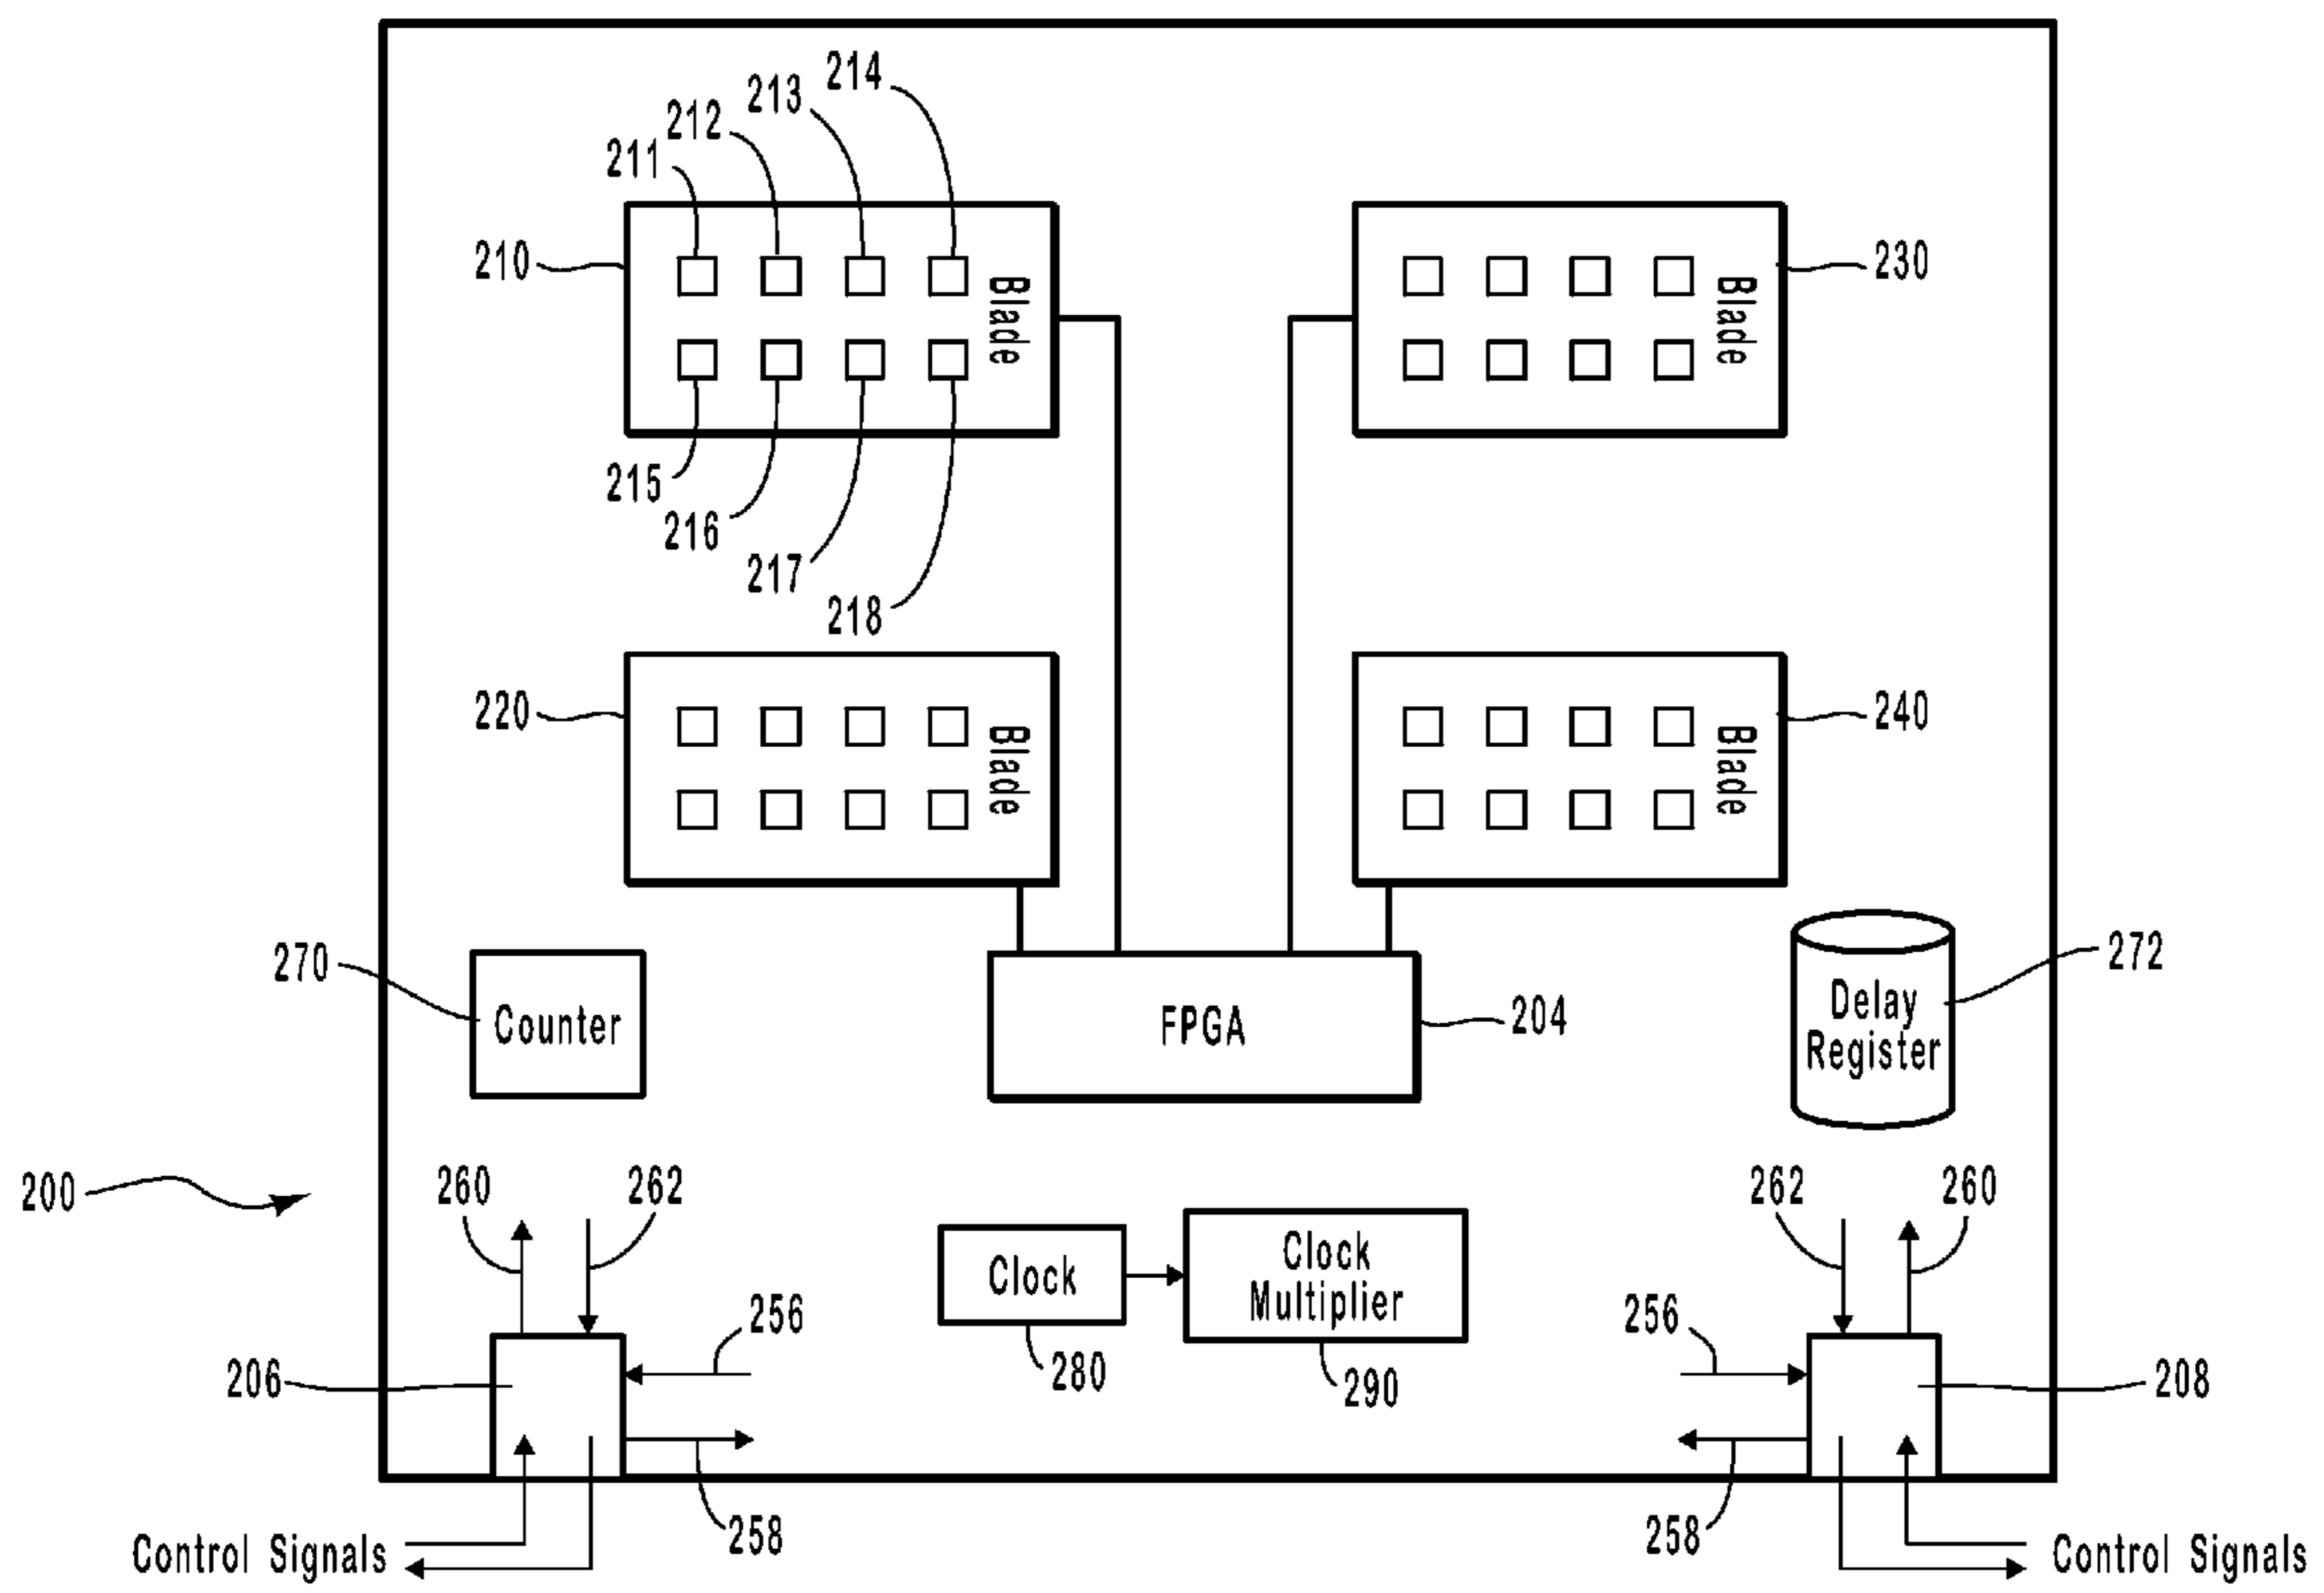 214
213
212
211
210
Blade
Blade
230
215
216
217
218
220
Blade
Blade
240
270
Counter
FPGA
204
Delay
Register
272
200
260
262
262
260
Clock
Clock
Multiplier
256
256
280
290
206
208
258
258
Control Signals
Control Signals